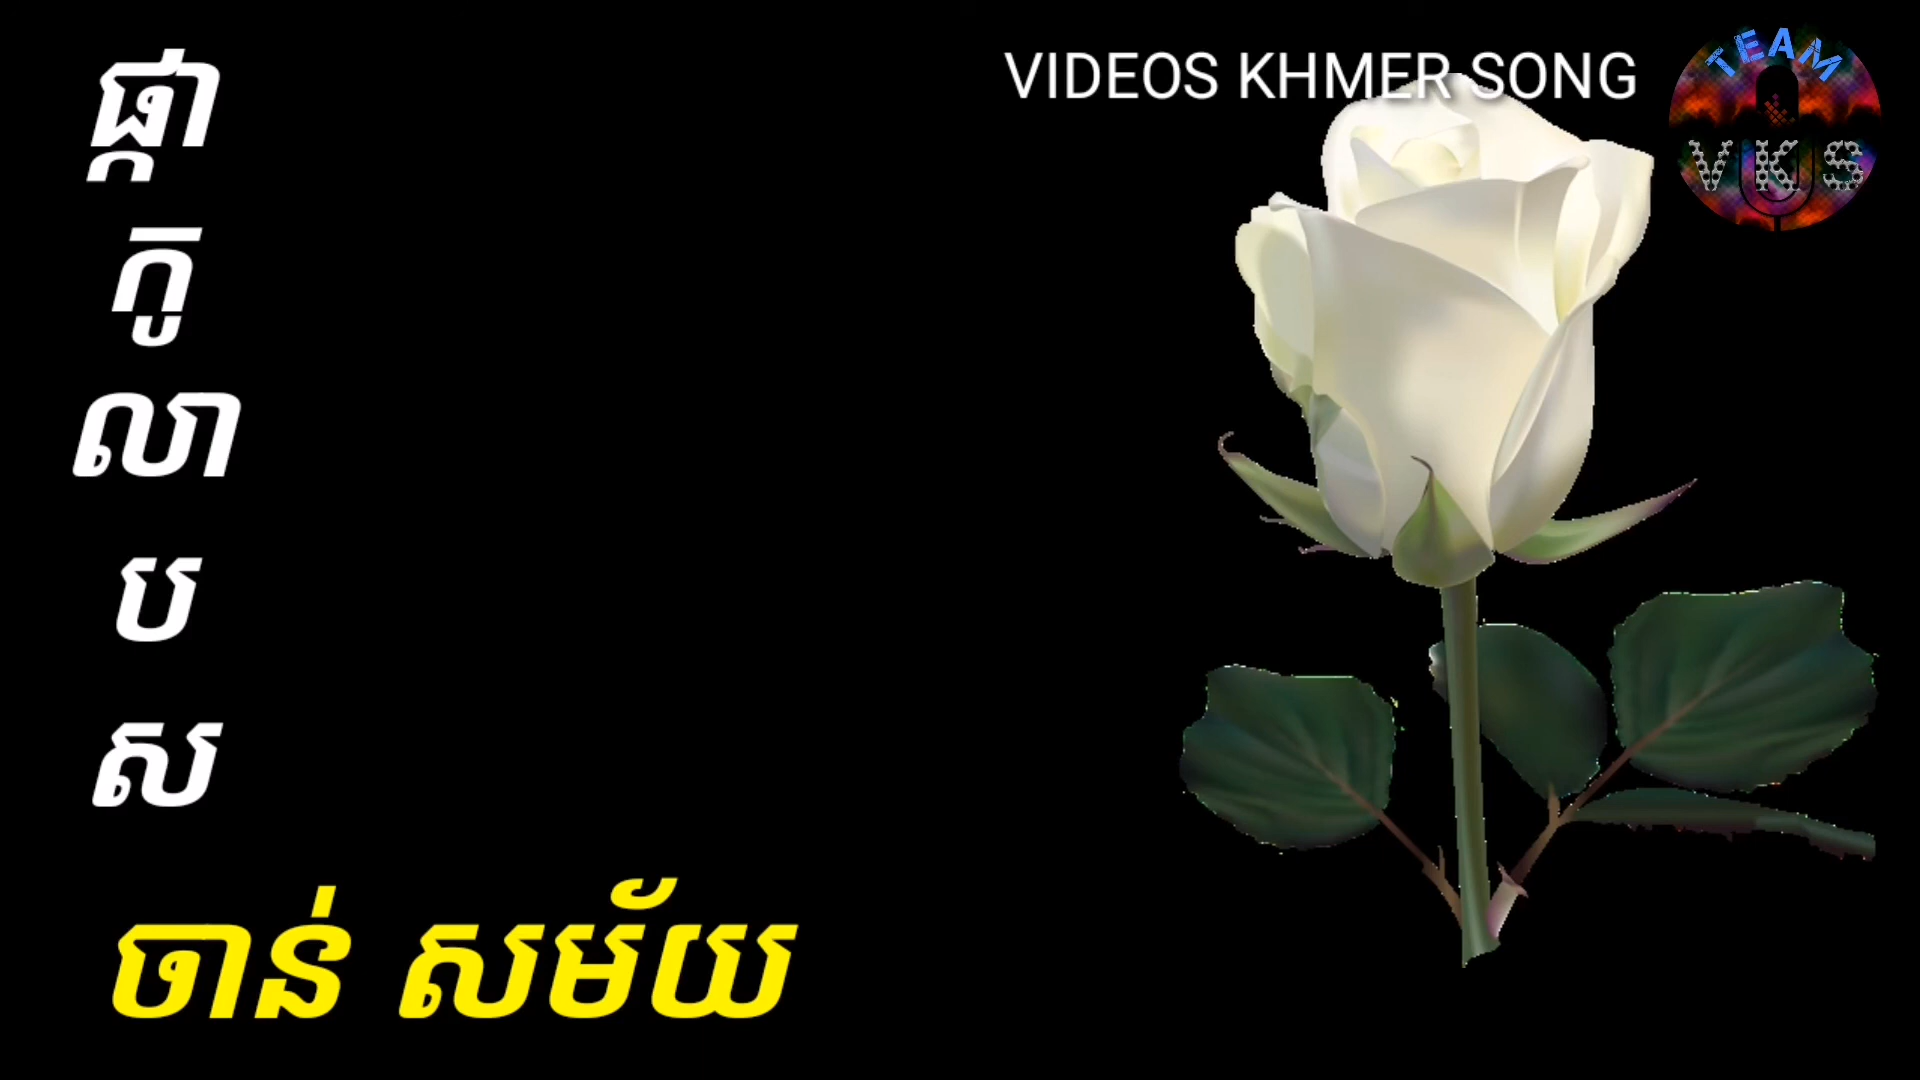 VIDEOS KHMER SONG
TEAM
VKS
ផ្កា
កូ
លា
ប
ស
ចាន់ សម័យ